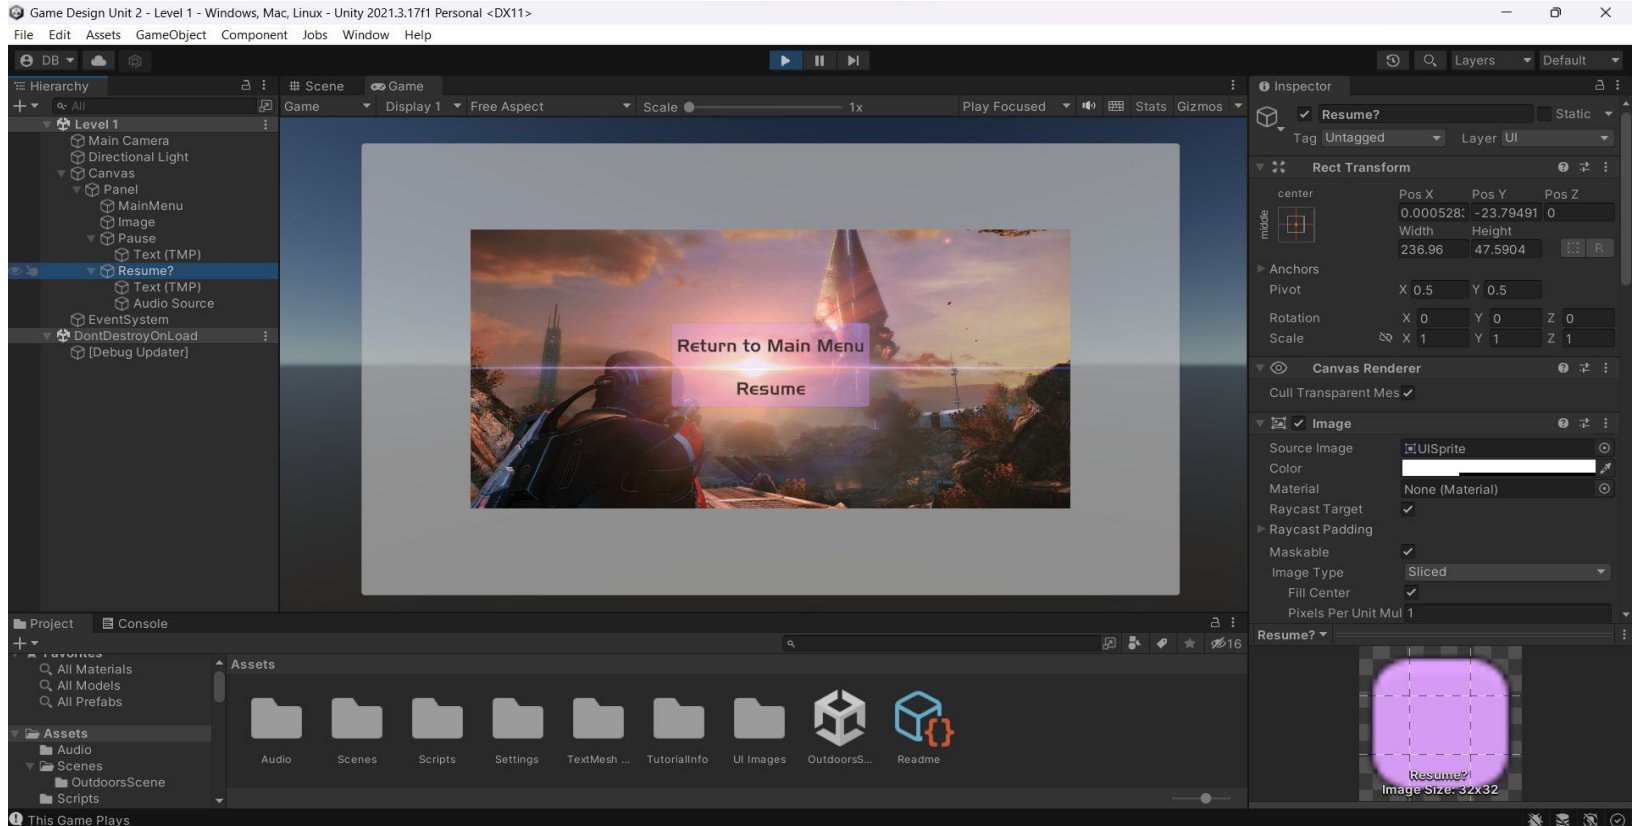 Game Design Unit 2 - Level 1 - Windows, Mac, Linux - Unity 2021.3.17f1 Personal <DX11>
File Edit Assets GameObject Component Jobs Window Help
DB
Layers Default
Hierarchy
Scene Game
Inspector
All
Game Display 1 Free Aspect Scale 1x Play Focused Stats Gizmos
Level 1
Main Camera
Directional Light
Canvas
Panel
MainMenu
Image
Pause
Text (TMP)
Resume?
Text (TMP)
Audio Source
EventSystem
DontDestroyOnLoad
[Debug Updater]
Return to Main Menu
Resume
Resume? Static
Tag Untagged Layer UI
Rect Transform
center Pos X Pos Y Pos Z
middle 0.000528: -23.79491 0
Width Height
236.96 47.5904 R
Anchors
Pivot X 0.5 Y 0.5
Rotation X 0 Y 0 Z 0
Scale X 1 Y 1 Z 1
Canvas Renderer
Cull Transparent Mes
Image
Source Image UISprite
Color
Material None (Material)
Raycast Target
Raycast Padding
Maskable
Image Type Sliced
Fill Center
Pixels Per Unit Mul 1
Project Console
16
Favorites
All Materials
All Models
All Prefabs
Assets
Audio
Scenes
OutdoorsScene
Scripts
Assets
Audio Scenes Scripts Settings TextMesh ... TutorialInfo UI Images OutdoorsS... Readme
Resume?
Resume?
Image Size: 32x32
This Game Plays